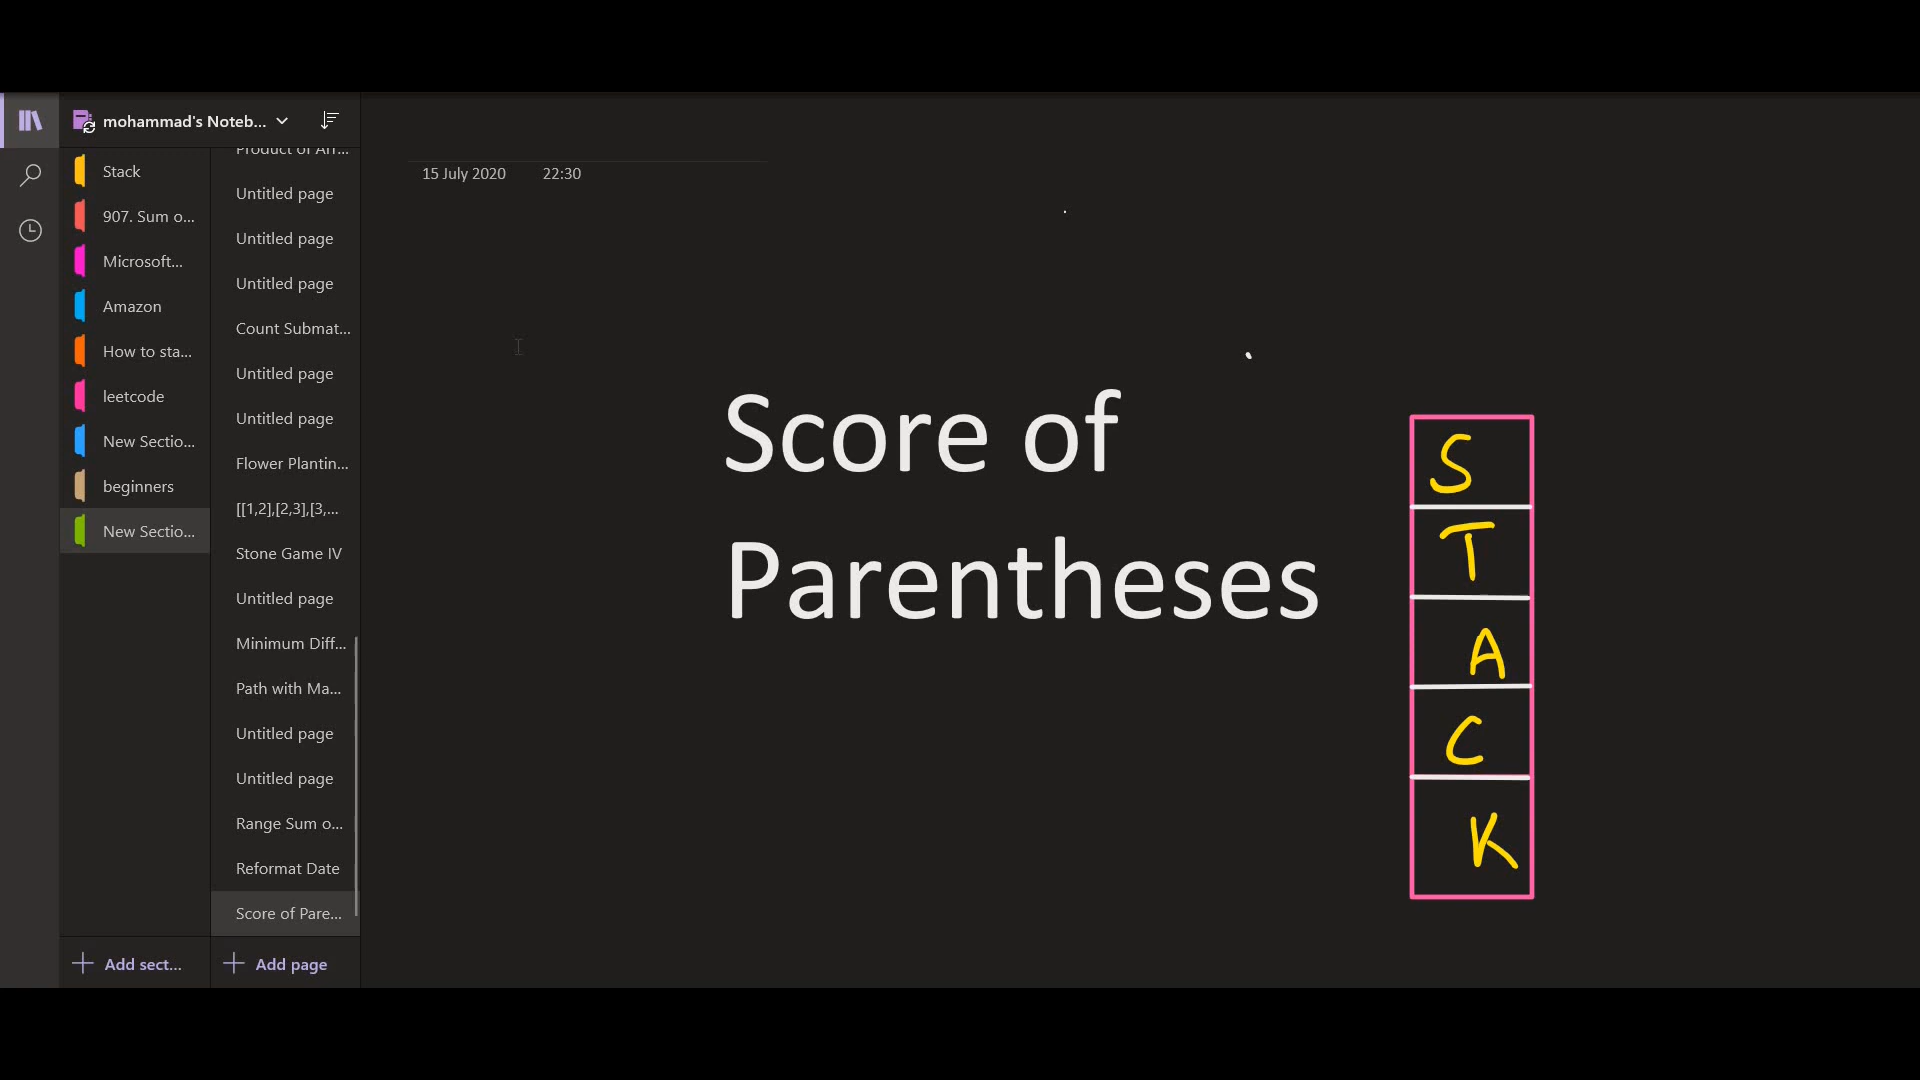 mohammad's Noteb...
Stack
907. Sum o...
Microsoft...
Amazon
How to sta...
leetcode
New Sectio...
beginners
New Sectio...
Add sect...
Product of Arr...
Untitled page
Untitled page
Untitled page
Count Submat...
Untitled page
Untitled page
Flower Plantin...
[[1,2],[2,3],[3,...
Stone Game IV
Untitled page
Minimum Diff...
Path with Ma...
Untitled page
Untitled page
Range Sum o...
Reformat Date
Score of Pare...
Add page
15 July 2020 22:30
Score of
Parentheses
S
T
A
C
K